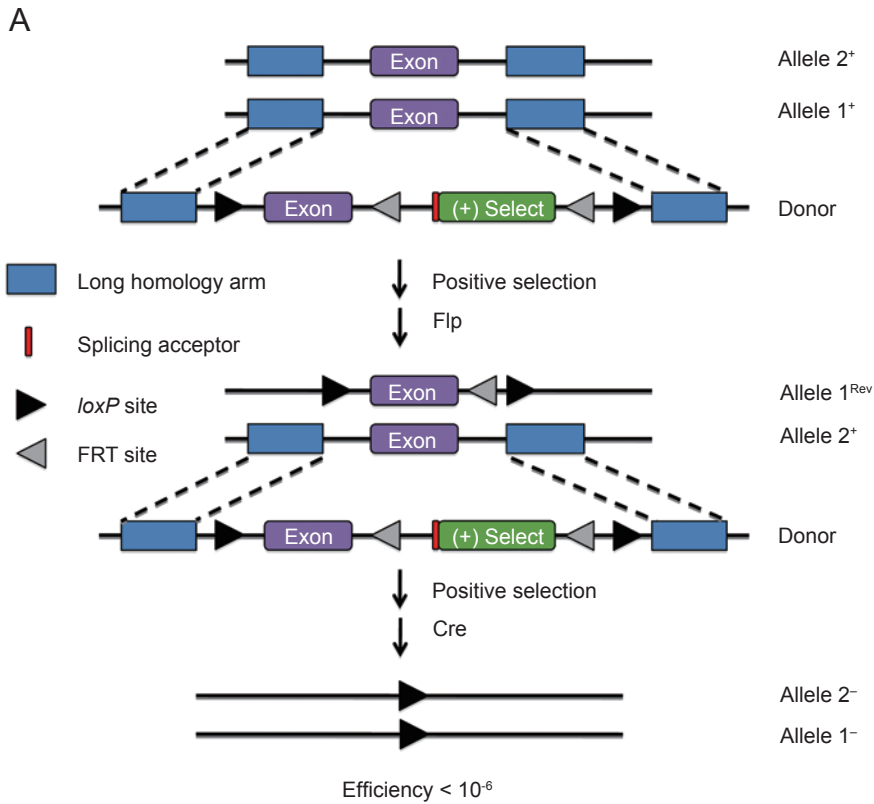 A
Exon Allele 2⁺
Exon Allele 1⁺
Exon (+) Select Donor
Long homology arm
Splicing acceptor
loxP site
FRT site
Positive selection
Flp
Exon Allele 1ᴿᵉᵛ
Exon Allele 2⁺
Exon (+) Select Donor
Positive selection
Cre
Allele 2⁻
Allele 1⁻
Efficiency < 10⁻⁶